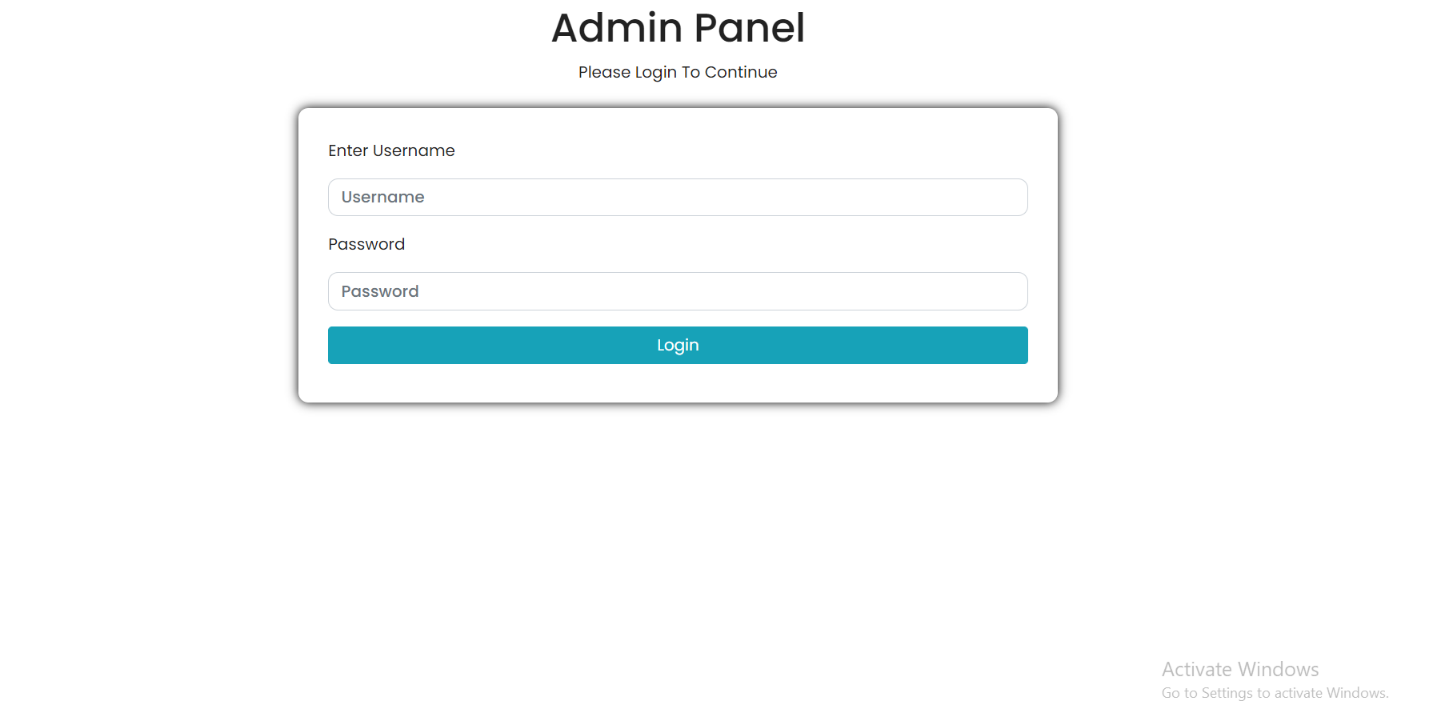 Admin Panel
Please Login To Continue
Enter Username
Username
Password
Password
Login
Activate Windows
Go to Settings to activate Windows.